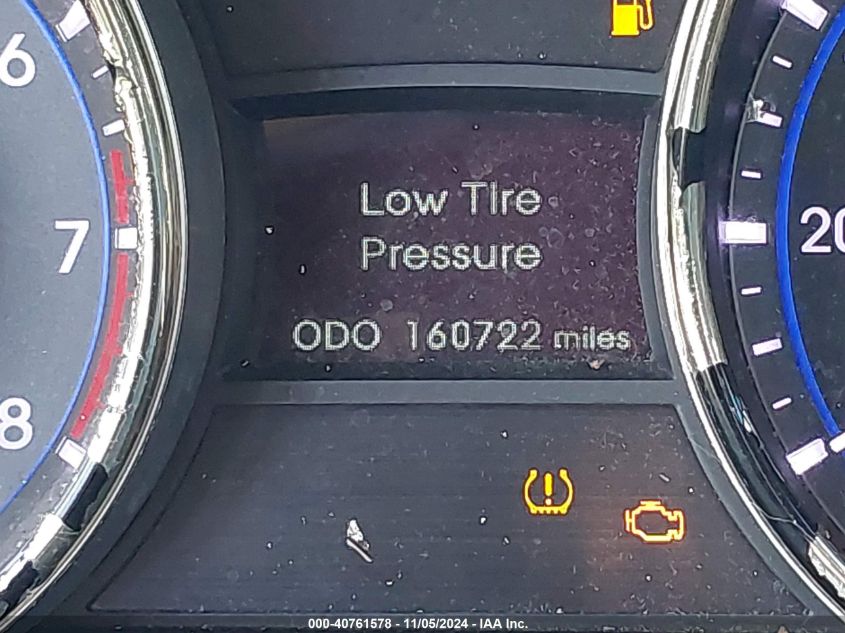 6
7
8
Low Tire
Pressure
ODO 160722 miles
20
000-40761578 - 11/05/2024 - IAA Inc.